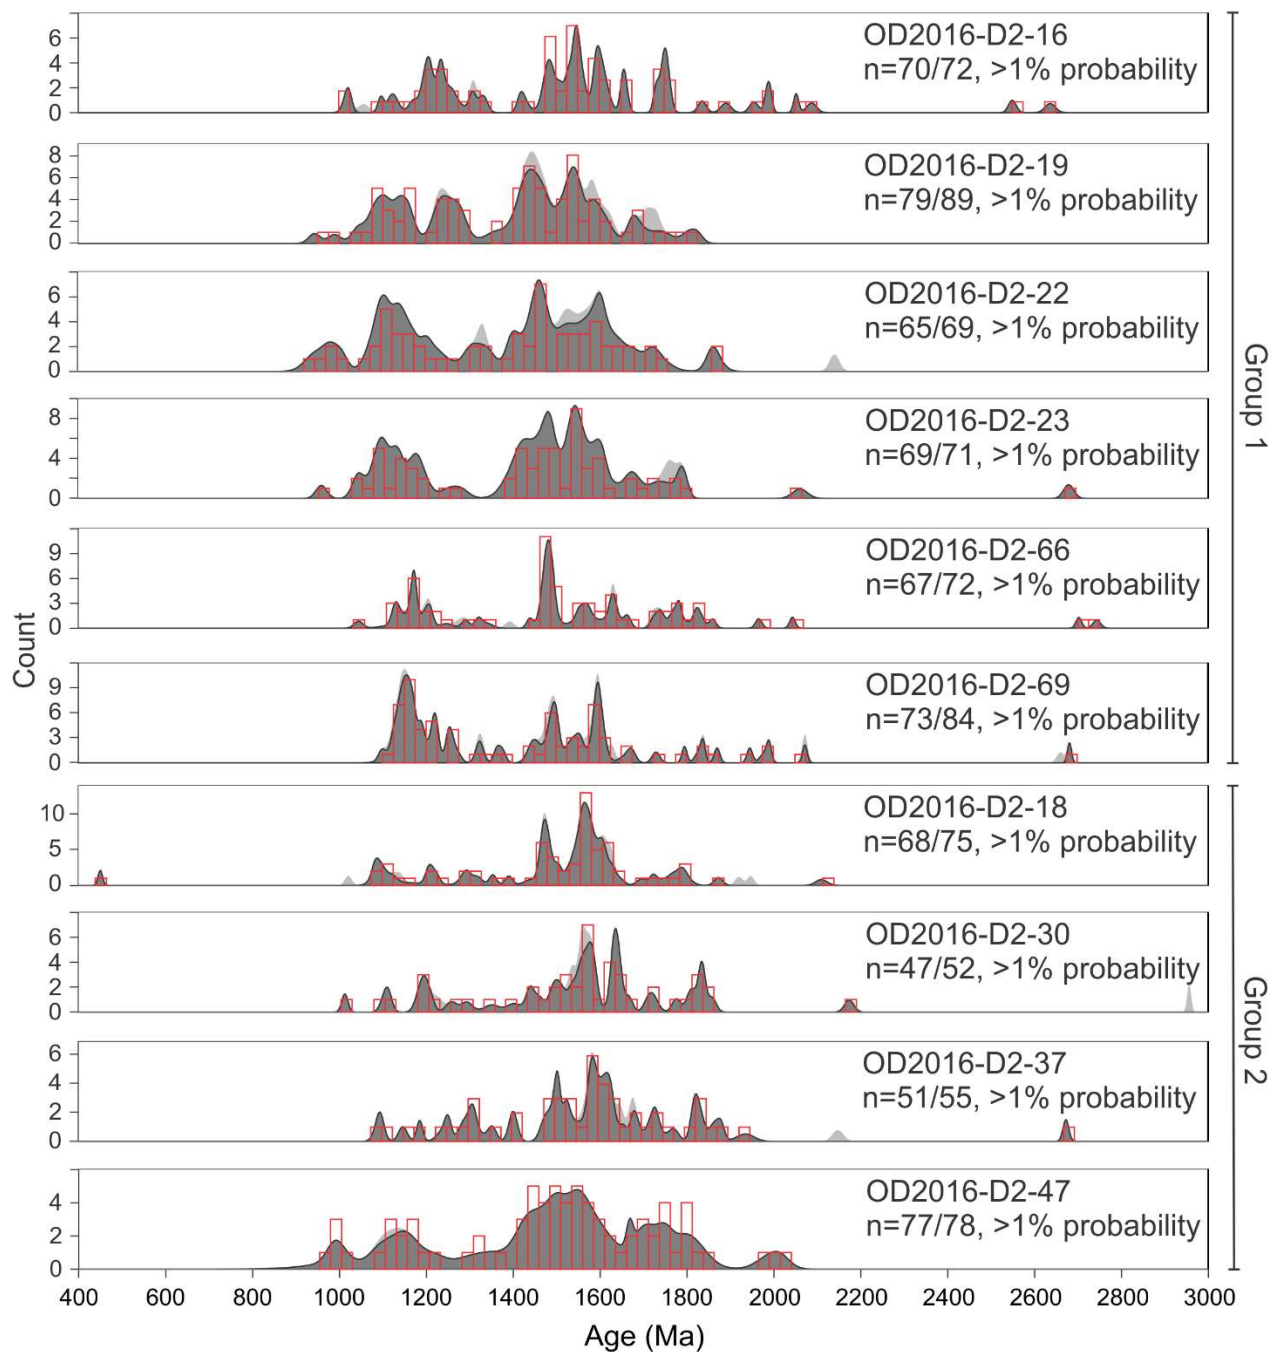 6
4
2
0
OD2016-D2-16
n=70/72, >1% probability
8
6
4
2
0
OD2016-D2-19
n=79/89, >1% probability
6
4
2
0
OD2016-D2-22
n=65/69, >1% probability
8
4
0
OD2016-D2-23
n=69/71, >1% probability
Group 1
9
6
3
0
OD2016-D2-66
n=67/72, >1% probability
Count
9
6
3
0
OD2016-D2-69
n=73/84, >1% probability
10
5
0
OD2016-D2-18
n=68/75, >1% probability
6
4
2
0
OD2016-D2-30
n=47/52, >1% probability
Group 2
6
4
2
0
OD2016-D2-37
n=51/55, >1% probability
4
2
0
OD2016-D2-47
n=77/78, >1% probability
400 600 800 1000 1200 1400 1600 1800 2000 2200 2400 2600 2800 3000
Age (Ma)